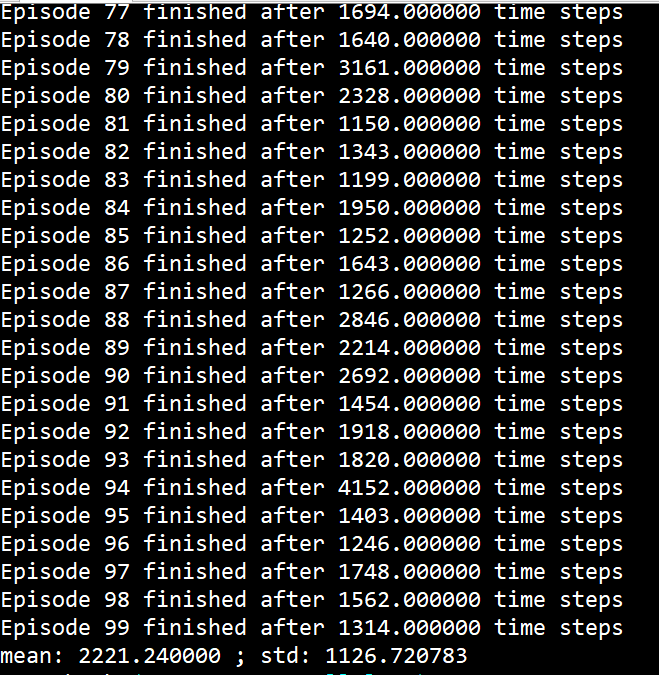 Episode 77 finished after 1694.000000 time steps
Episode 78 finished after 1640.000000 time steps
Episode 79 finished after 3161.000000 time steps
Episode 80 finished after 2328.000000 time steps
Episode 81 finished after 1150.000000 time steps
Episode 82 finished after 1343.000000 time steps
Episode 83 finished after 1199.000000 time steps
Episode 84 finished after 1950.000000 time steps
Episode 85 finished after 1252.000000 time steps
Episode 86 finished after 1643.000000 time steps
Episode 87 finished after 1266.000000 time steps
Episode 88 finished after 2846.000000 time steps
Episode 89 finished after 2214.000000 time steps
Episode 90 finished after 2692.000000 time steps
Episode 91 finished after 1454.000000 time steps
Episode 92 finished after 1918.000000 time steps
Episode 93 finished after 1820.000000 time steps
Episode 94 finished after 4152.000000 time steps
Episode 95 finished after 1403.000000 time steps
Episode 96 finished after 1246.000000 time steps
Episode 97 finished after 1748.000000 time steps
Episode 98 finished after 1562.000000 time steps
Episode 99 finished after 1314.000000 time steps
mean: 2221.240000 ; std: 1126.720783